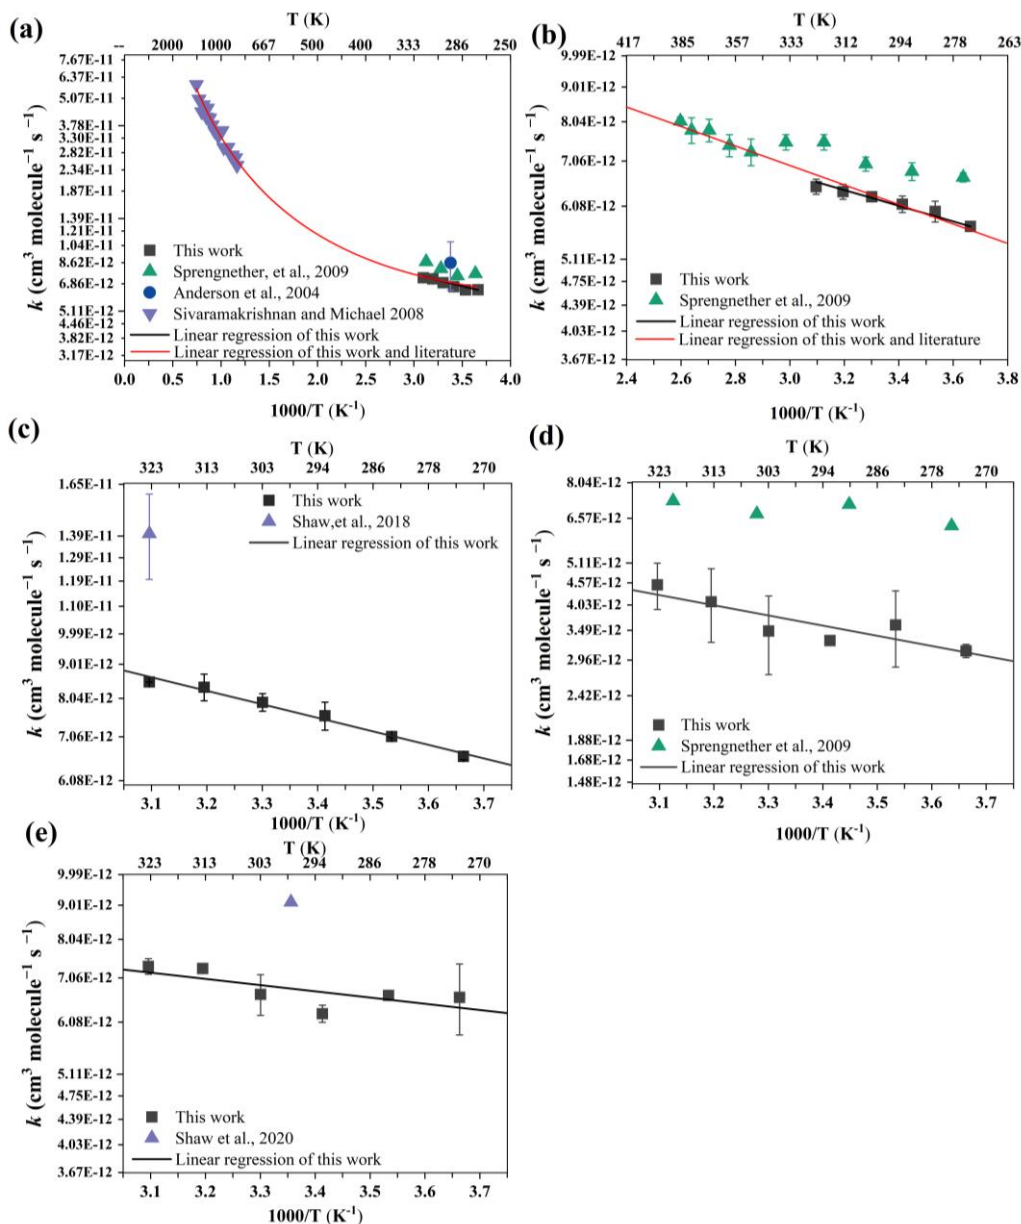 (a)
T (K)
-- 2000 1000 667 500 400 333 286 250
7.67E-11
6.37E-11
5.07E-11
3.78E-11
3.30E-11
2.82E-11
2.34E-11
1.87E-11
1.39E-11
1.21E-11
1.04E-11
8.62E-12
6.86E-12
5.11E-12
4.46E-12
3.82E-12
3.17E-12
k (cm³ molecule⁻¹ s⁻¹)
This work
Sprengnether, et al., 2009
Anderson et al., 2004
Sivaramakrishnan and Michael 2008
Linear regression of this work
Linear regression of this work and literature
0.0 0.5 1.0 1.5 2.0 2.5 3.0 3.5 4.0
1000/T (K⁻¹)
(b)
T (K)
417 385 357 333 312 294 278 263
9.99E-12
9.01E-12
8.04E-12
7.06E-12
6.08E-12
5.11E-12
4.75E-12
4.39E-12
4.03E-12
3.67E-12
k (cm³ molecule⁻¹ s⁻¹)
This work
Sprengnether et al., 2009
Linear regression of this work
Linear regression of this work and literature
2.4 2.6 2.8 3.0 3.2 3.4 3.6 3.8
1000/T (K⁻¹)
(c)
T (K)
323 313 303 294 286 278 270
1.65E-11
1.39E-11
1.29E-11
1.19E-11
1.10E-11
9.99E-12
9.01E-12
8.04E-12
7.06E-12
6.08E-12
k (cm³ molecule⁻¹ s⁻¹)
This work
Shaw,et al., 2018
Linear regression of this work
3.1 3.2 3.3 3.4 3.5 3.6 3.7
1000/T (K⁻¹)
(d)
T (K)
323 313 303 294 286 278 270
8.04E-12
6.57E-12
5.11E-12
4.57E-12
4.03E-12
3.49E-12
2.96E-12
2.42E-12
1.88E-12
1.68E-12
1.48E-12
k (cm³ molecule⁻¹ s⁻¹)
This work
Sprengnether et al., 2009
Linear regression of this work
3.1 3.2 3.3 3.4 3.5 3.6 3.7
1000/T (K⁻¹)
(e)
T (K)
323 313 303 294 286 278 270
9.99E-12
9.01E-12
8.04E-12
7.06E-12
6.08E-12
5.11E-12
4.75E-12
4.39E-12
4.03E-12
3.67E-12
k (cm³ molecule⁻¹ s⁻¹)
This work
Shaw et al., 2020
Linear regression of this work
3.1 3.2 3.3 3.4 3.5 3.6 3.7
1000/T (K⁻¹)